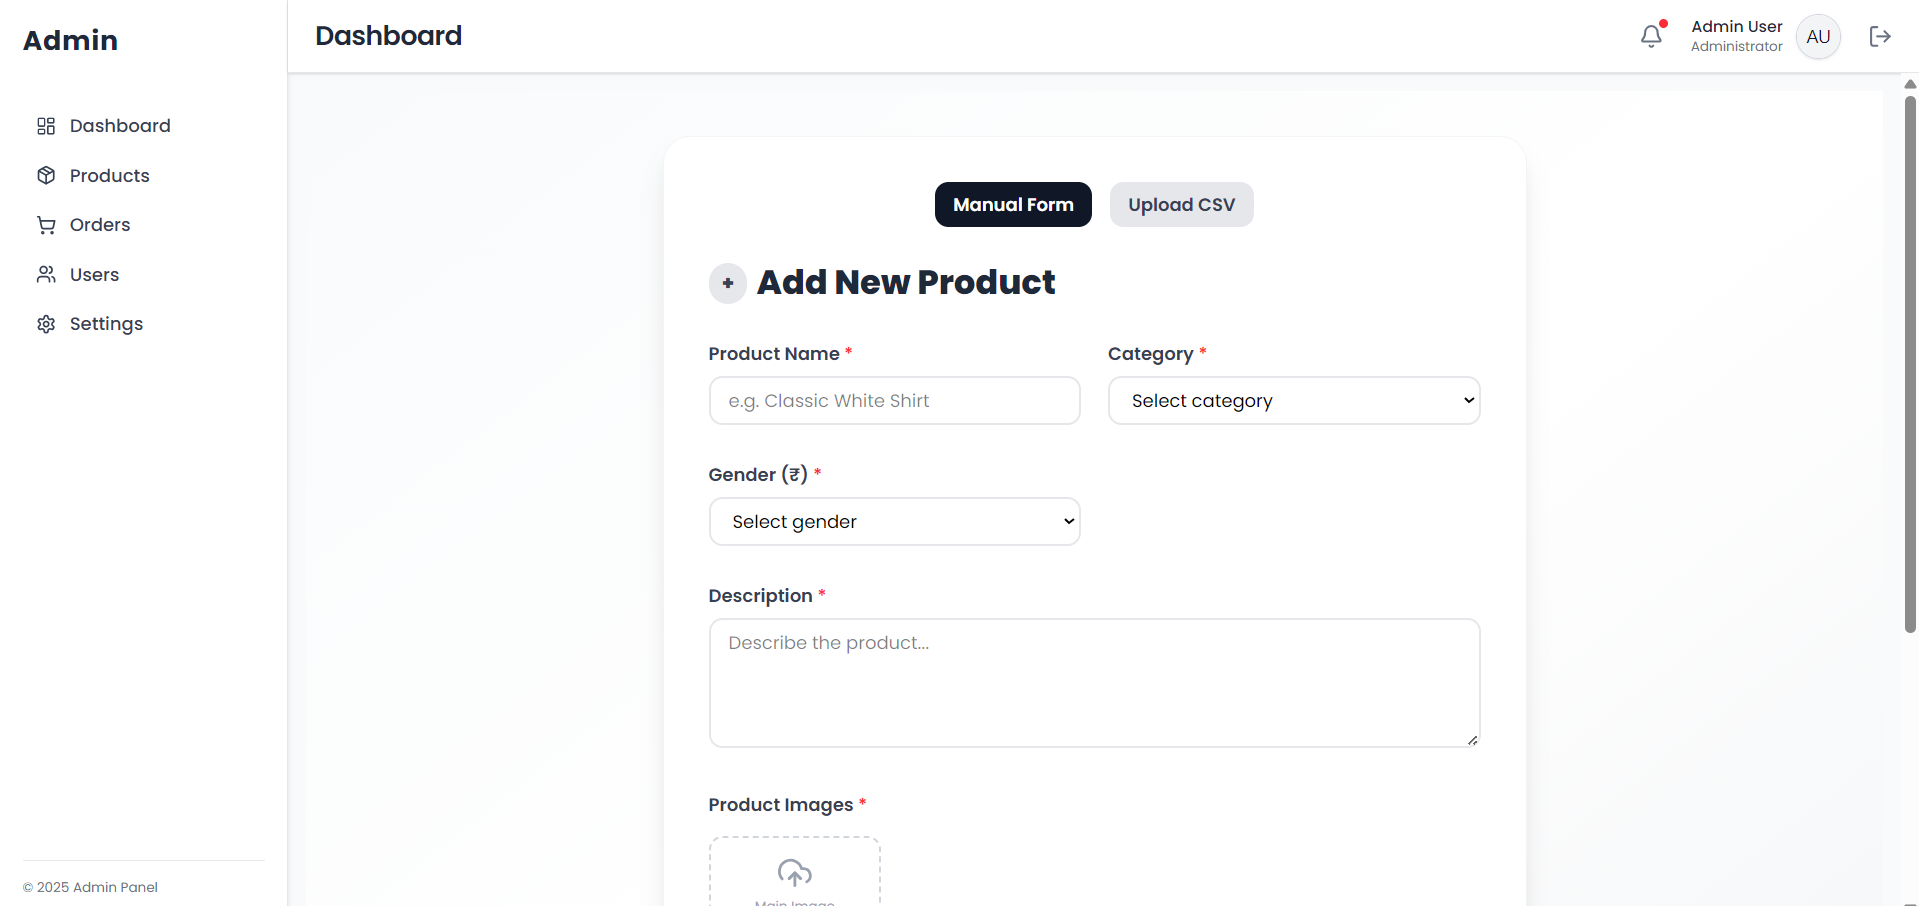 Admin
Dashboard
Products
Orders
Users
Settings
© 2025 Admin Panel
Dashboard
Admin User
Administrator
AU
Manual Form
Upload CSV
+ Add New Product
Product Name *
e.g. Classic White Shirt
Category *
Select category
Gender (₹) *
Select gender
Description *
Describe the product...
Product Images *
Main Image